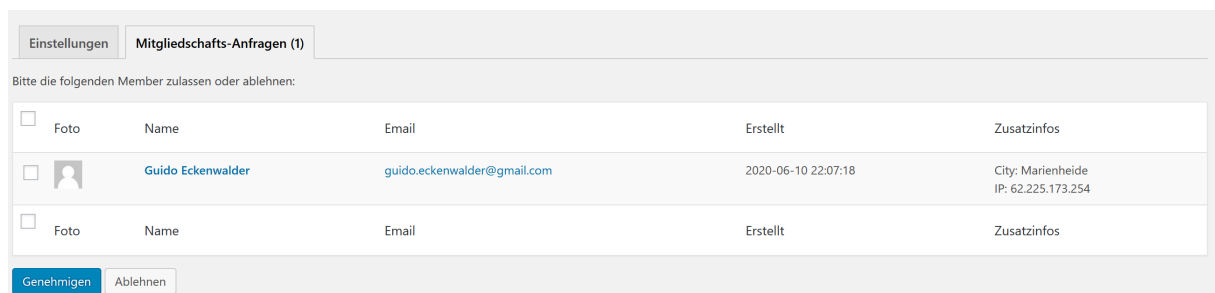 Einstellungen Mitgliedschafts-Anfragen (1)
Bitte die folgenden Member zulassen oder ablehnen:
Foto Name Email Erstellt Zusatzinfos
Guido Eckenwalder guido.eckenwalder@gmail.com 2020-06-10 22:07:18 City: Marienheide
IP: 62.225.173.254
Foto Name Email Erstellt Zusatzinfos
Genehmigen Ablehnen